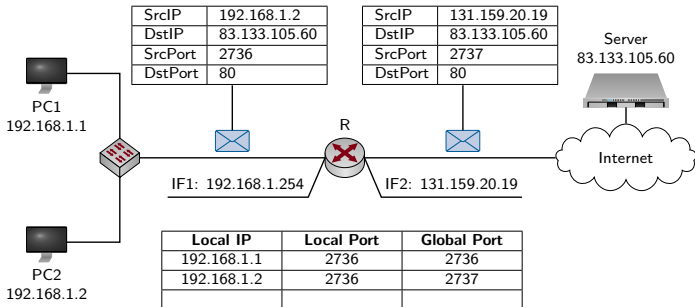 SrcIP 192.168.1.2
DstIP 83.133.105.60
SrcPort 2736
DstPort 80
SrcIP 131.159.20.19
DstIP 83.133.105.60
SrcPort 2737
DstPort 80
Server
83.133.105.60
PC1
192.168.1.1
R
Internet
IF1: 192.168.1.254
IF2: 131.159.20.19
PC2
192.168.1.2
Local IP Local Port Global Port
192.168.1.1 2736 2736
192.168.1.2 2736 2737